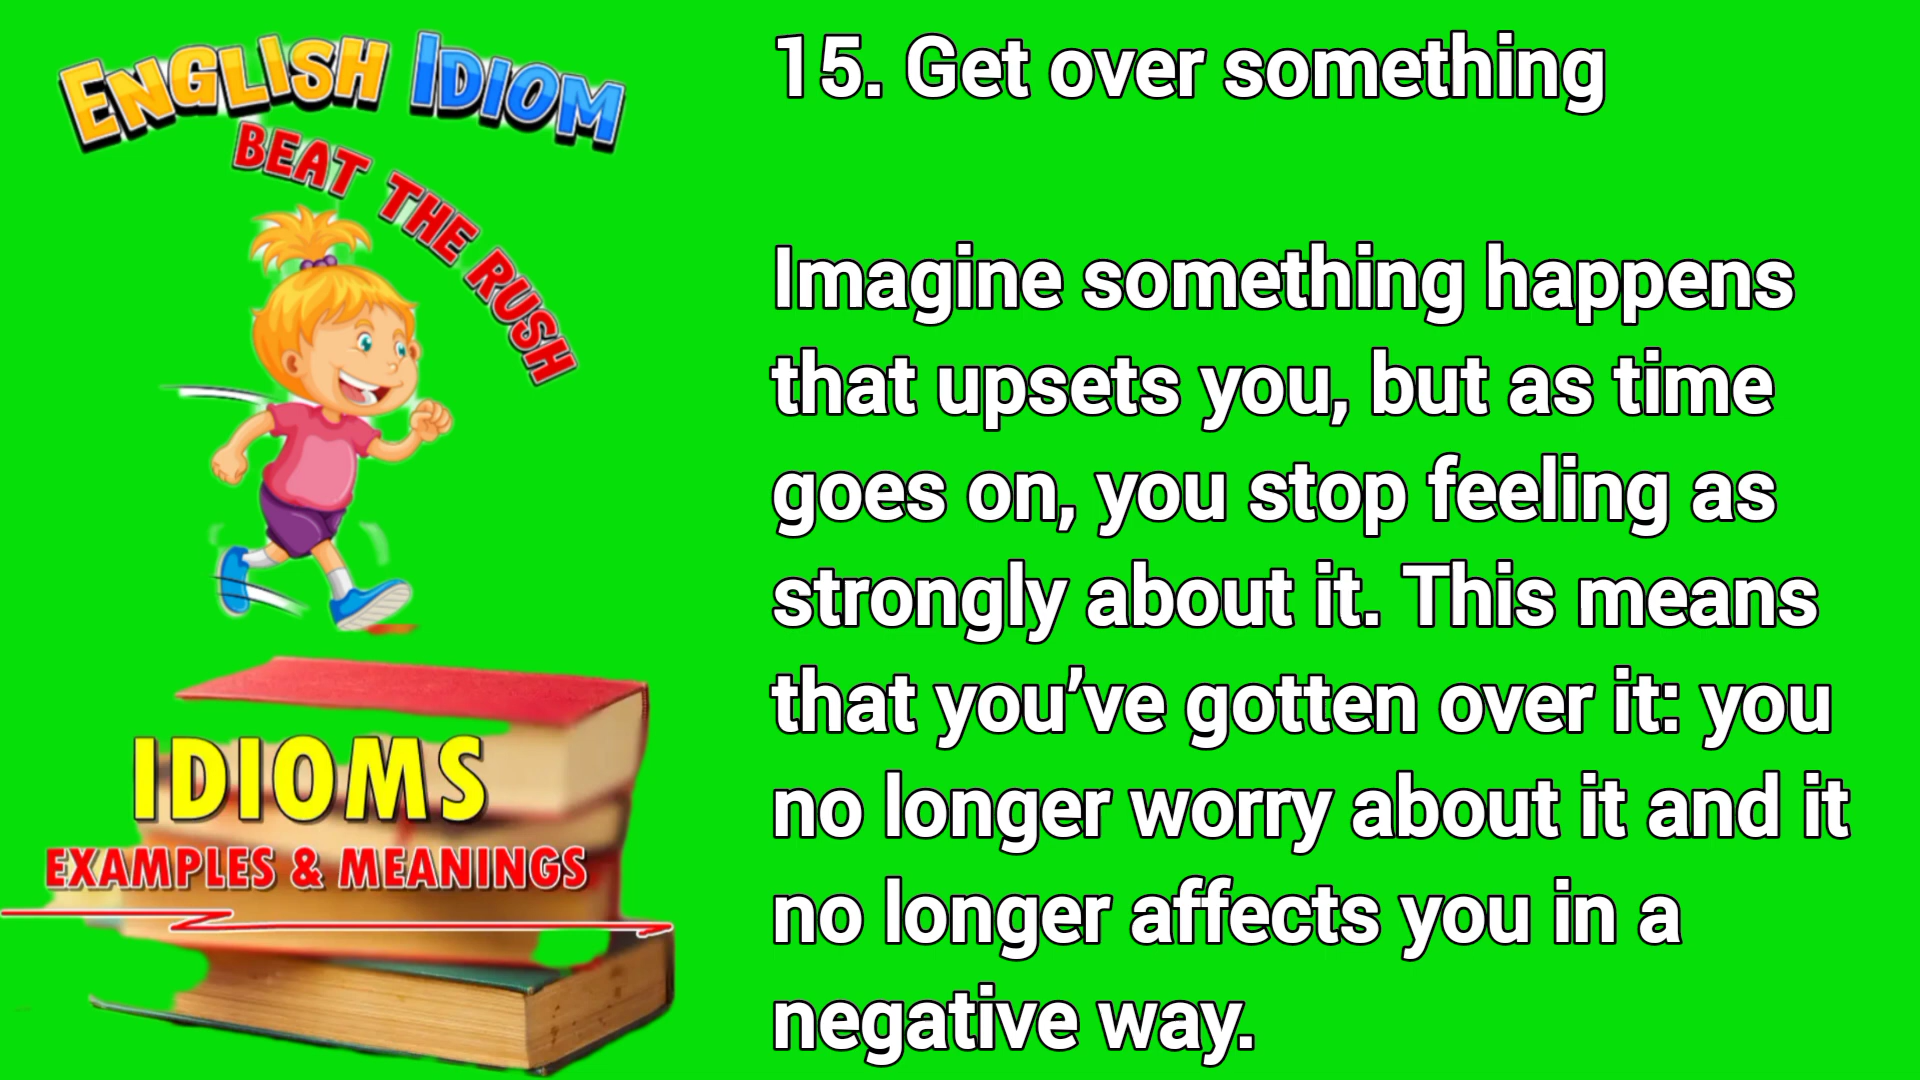 ENGLISH IDIOM
BEAT THE RUSH
IDIOMS
EXAMPLES & MEANINGS
15. Get over something
Imagine something happens
that upsets you, but as time
goes on, you stop feeling as
strongly about it. This means
that you’ve gotten over it: you
no longer worry about it and it
no longer affects you in a
negative way.